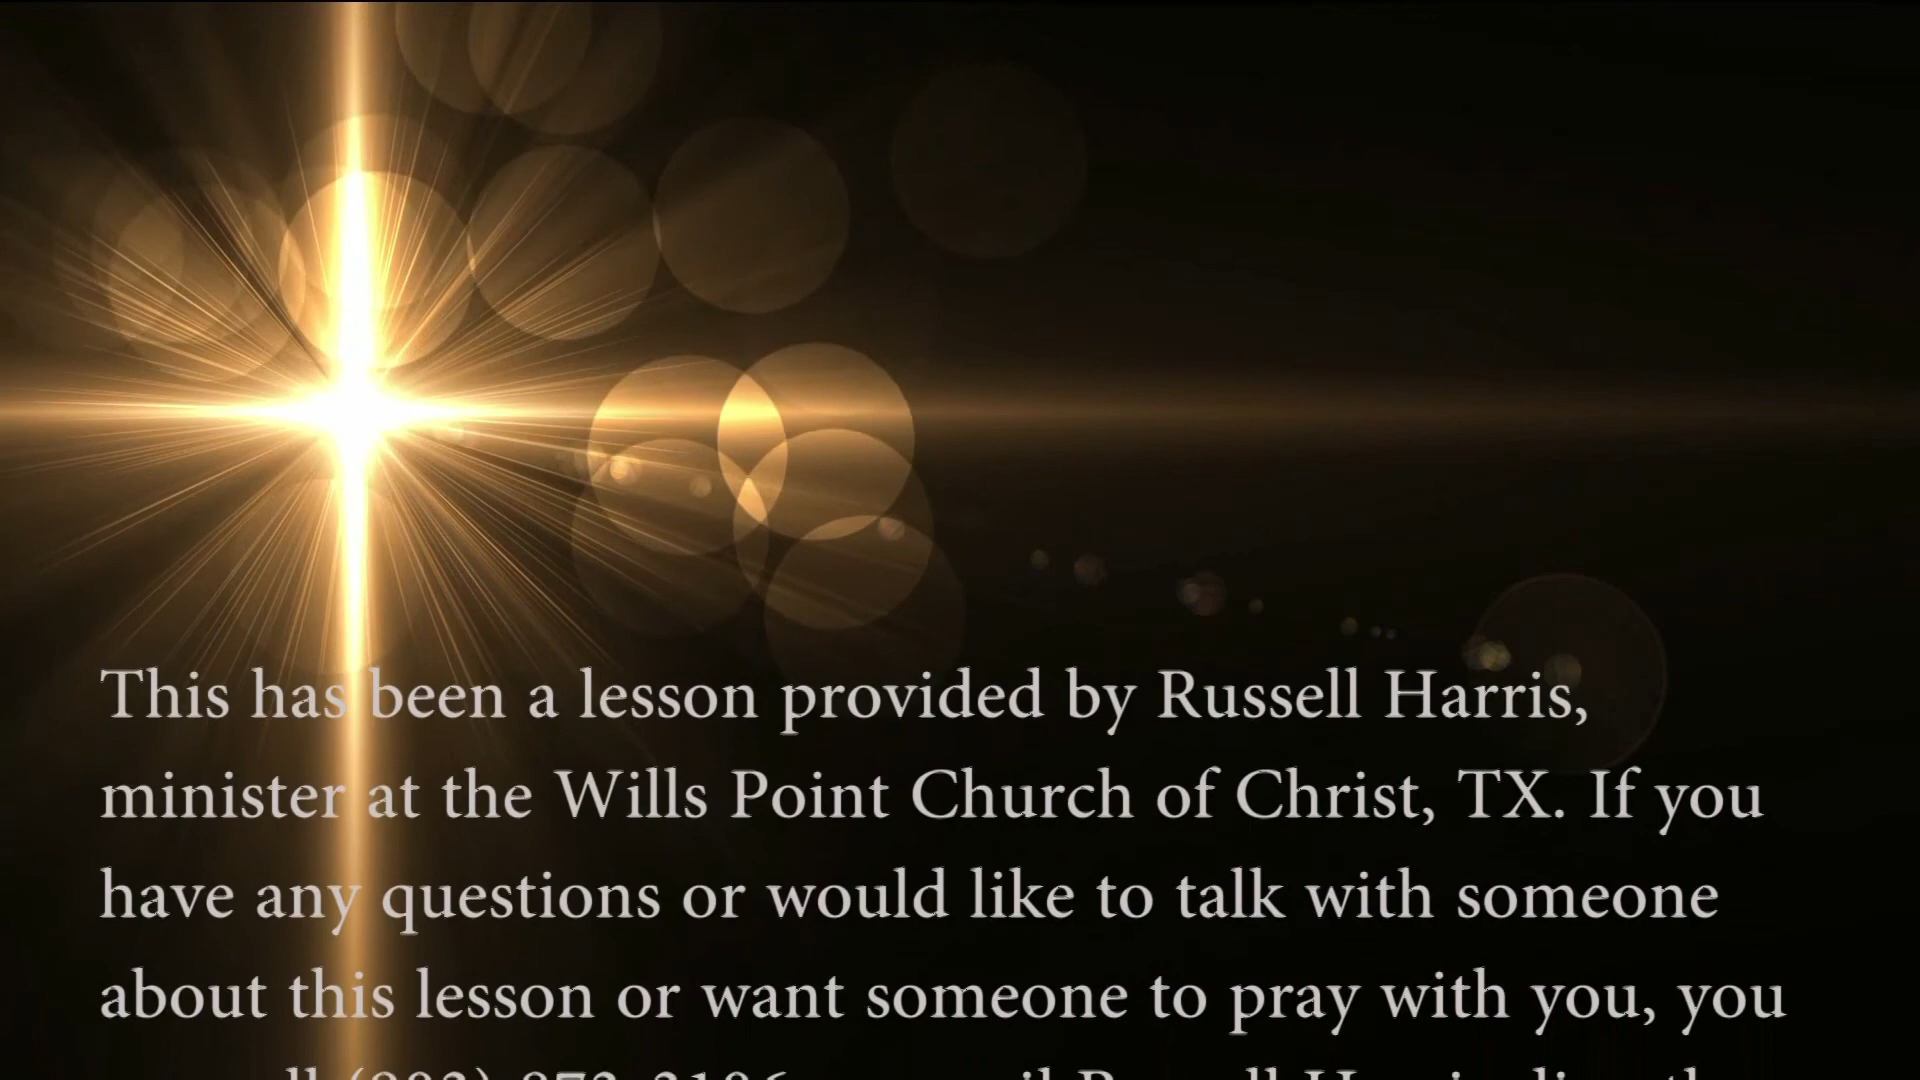 This has been a lesson provided by Russell Harris,
minister at the Wills Point Church of Christ, TX. If you
have any questions or would like to talk with someone
about this lesson or want someone to pray with you, you